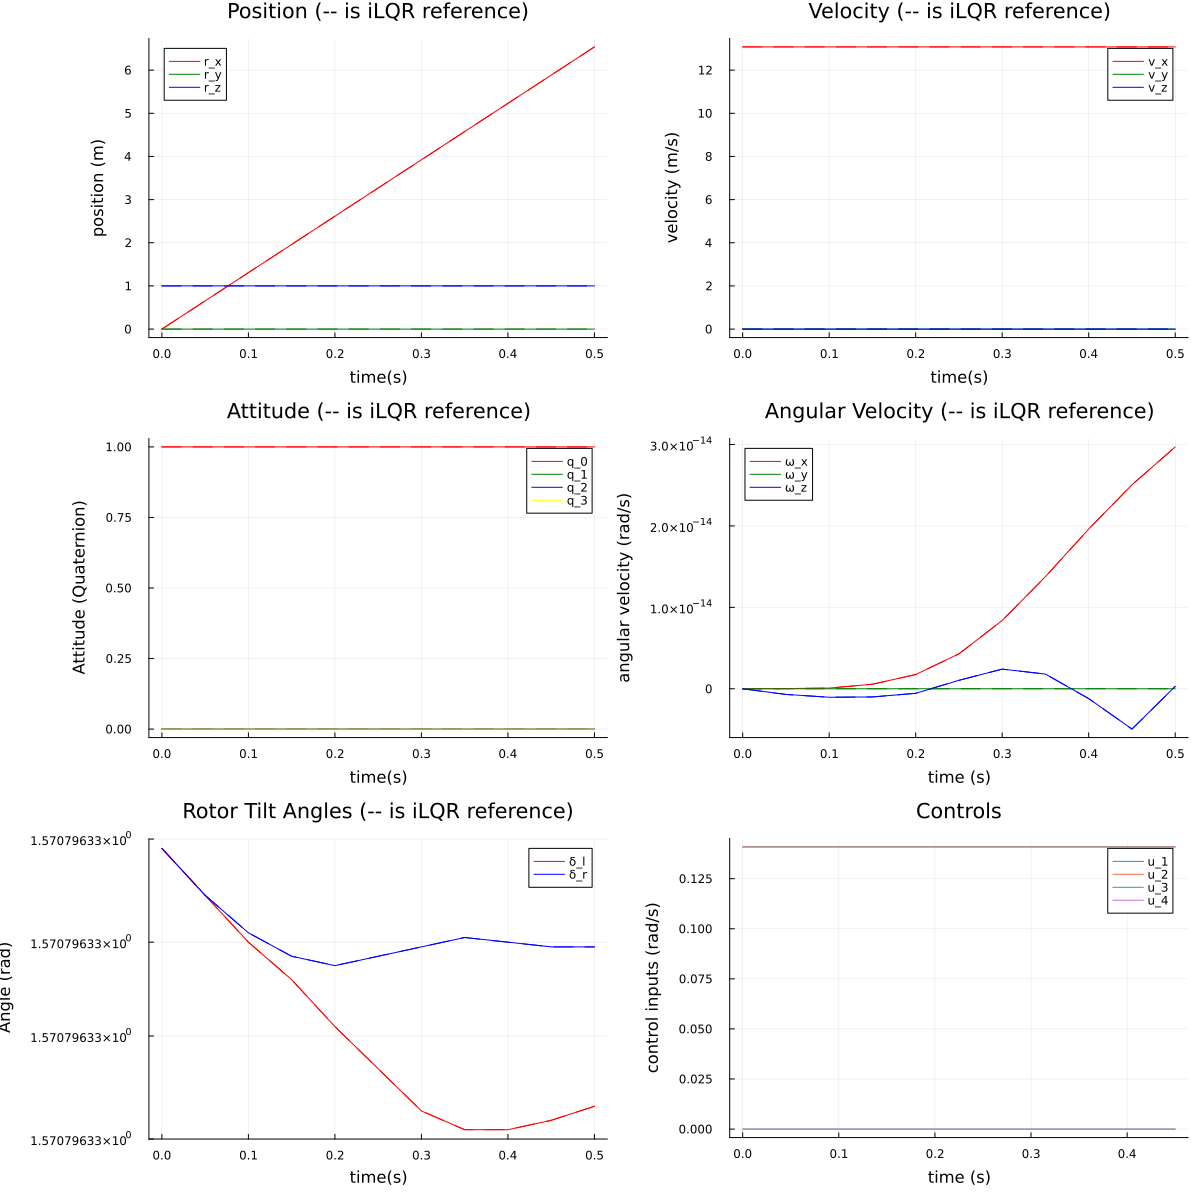 Position (-- is iLQR reference)
position (m)
6
5
4
3
2
1
0
r_x
r_y
r_z
0.0 0.1 0.2 0.3 0.4 0.5
time(s)
Velocity (-- is iLQR reference)
velocity (m/s)
12
10
8
6
4
2
0
v_x
v_y
v_z
0.0 0.1 0.2 0.3 0.4 0.5
time(s)
Attitude (-- is iLQR reference)
Attitude (Quaternion)
1.00
0.75
0.50
0.25
0.00
q_0
q_1
q_2
q_3
0.0 0.1 0.2 0.3 0.4 0.5
time(s)
Angular Velocity (-- is iLQR reference)
angular velocity (rad/s)
3.0×10⁻¹⁴
2.0×10⁻¹⁴
1.0×10⁻¹⁴
0
ω_x
ω_y
ω_z
0.0 0.1 0.2 0.3 0.4 0.5
time (s)
Rotor Tilt Angles (-- is iLQR reference)
Angle (rad)
1.57079633×10⁰
1.57079633×10⁰
1.57079633×10⁰
1.57079633×10⁰
δ_l
δ_r
0.0 0.1 0.2 0.3 0.4 0.5
time(s)
Controls
control inputs (rad/s)
0.125
0.100
0.075
0.050
0.025
0.000
u_1
u_2
u_3
u_4
0.0 0.1 0.2 0.3 0.4
time (s)